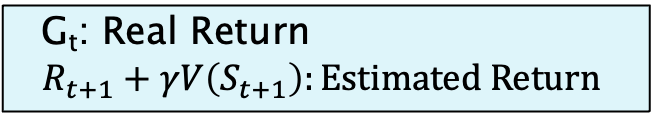 Gₜ: Real Return
Rₜ₊₁ + γV(Sₜ₊₁): Estimated Return